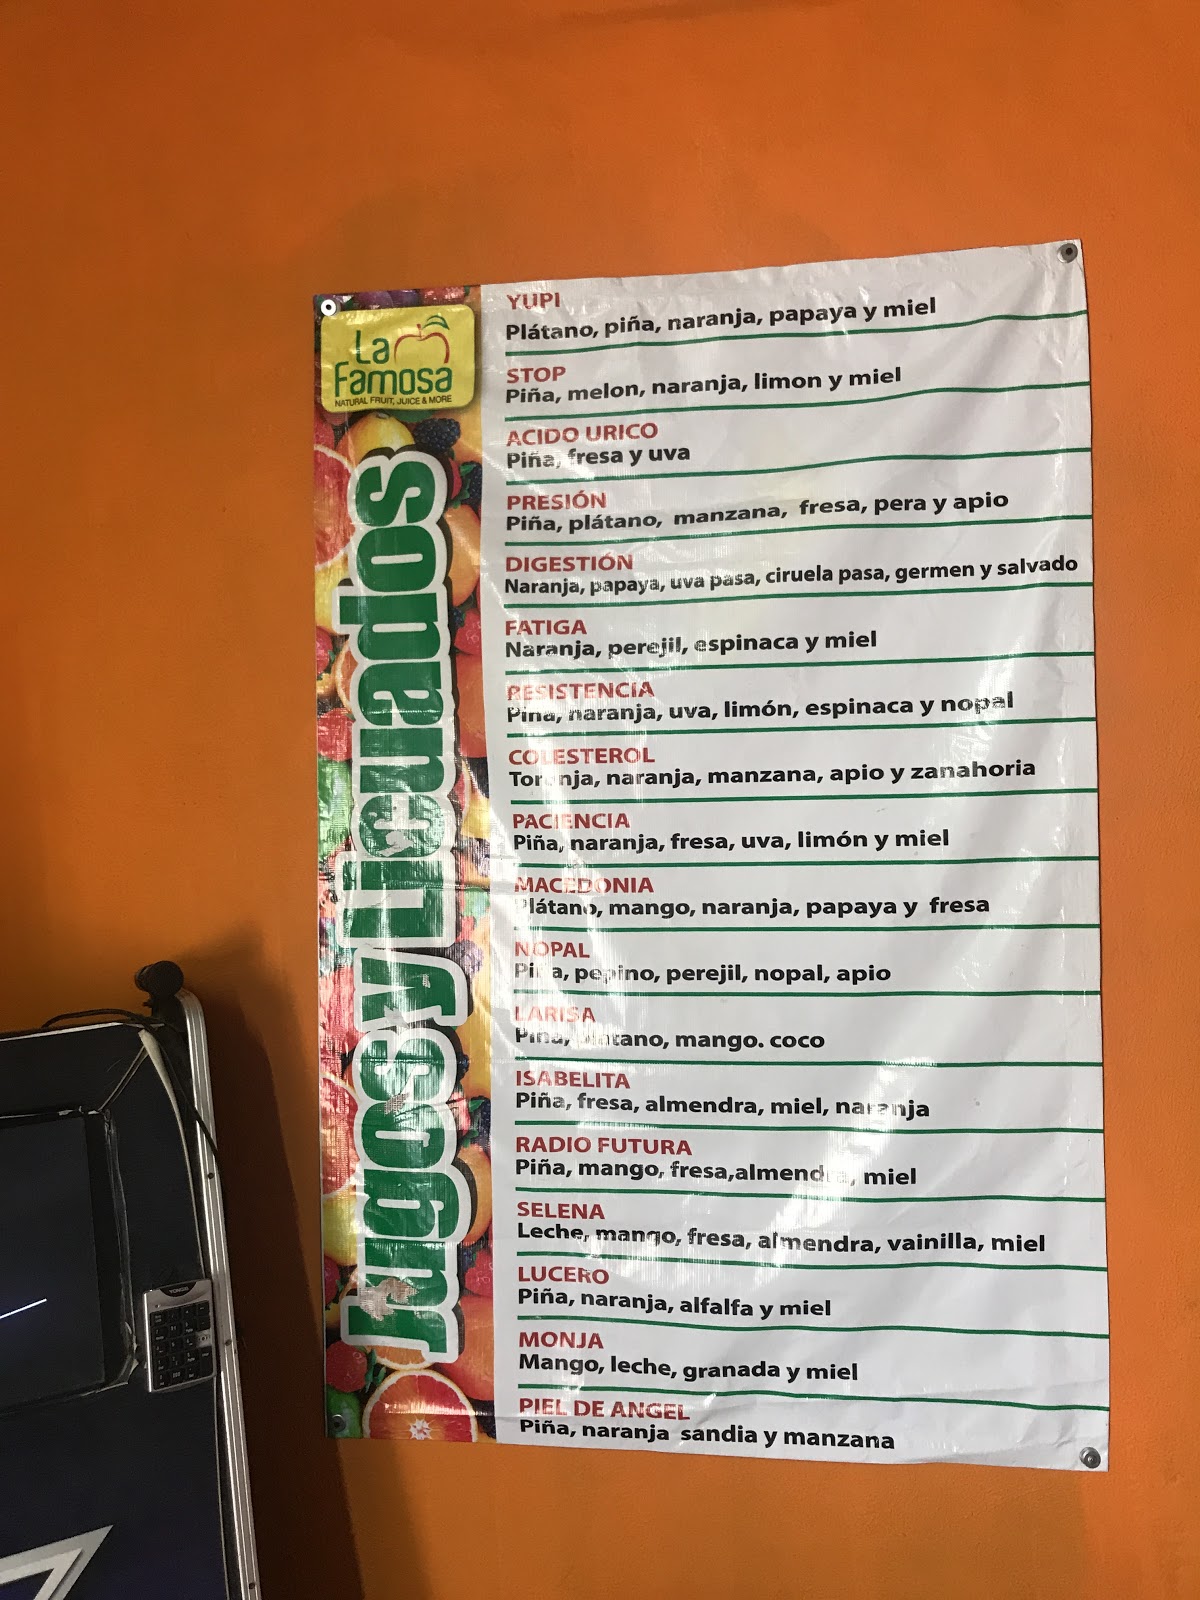 La
Famosa
NATURAL FRUIT, JUICE & MORE
Jugos y Licuados
YUPI
Plátano, piña, naranja, papaya y miel
STOP
Piña, melon, naranja, limon y miel
ACIDO URICO
Piña, fresa y uva
PRESIÓN
Piña, plátano, manzana, fresa, pera y apio
DIGESTIÓN
Naranja, papaya, uva pasa, ciruela pasa, germen y salvado
FATIGA
Naranja, perejil, espinaca y miel
RESISTENCIA
Piña, naranja, uva, limón, espinaca y nopal
COLESTEROL
Toronja, naranja, manzana, apio y zanahoria
PACIENCIA
Piña, naranja, fresa, uva, limón y miel
MACEDONIA
Plátano, mango, naranja, papaya y fresa
NOPAL
Piña, pepino, perejil, nopal, apio
LARISA
Piña, plátano, mango. coco
ISABELITA
Piña, fresa, almendra, miel, naranja
RADIO FUTURA
Piña, mango, fresa,almendra, miel
SELENA
Leche, mango, fresa, almendra, vainilla, miel
LUCERO
Piña, naranja, alfalfa y miel
MONJA
Mango, leche, granada y miel
PIEL DE ANGEL
Piña, naranja sandia y manzana